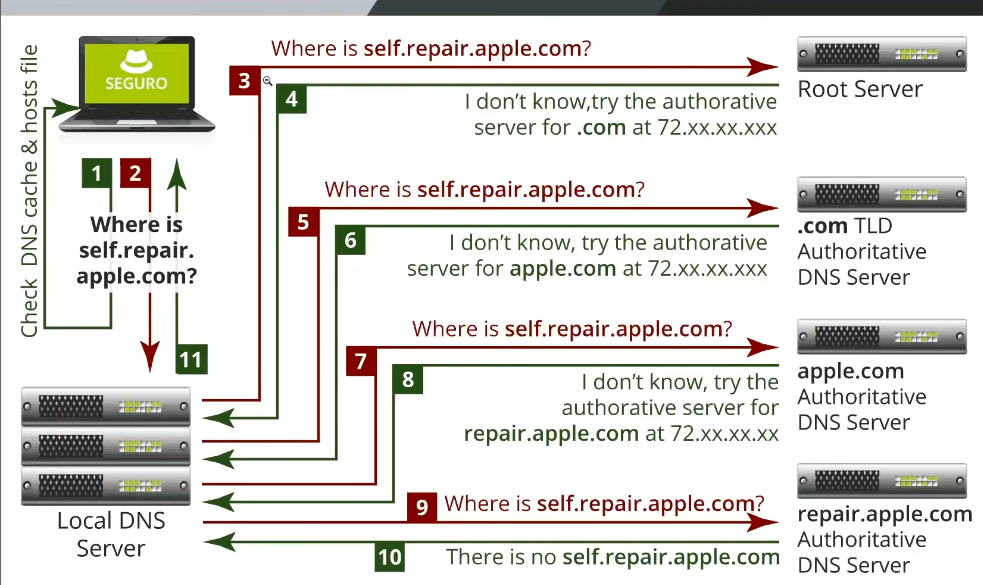 Check DNS cache & hosts file
SEGURO
1
2
Where is
self.repair.
apple.com?
11
Local DNS
Server
3
Where is self.repair.apple.com?
4
I don't know,try the authorative
server for .com at 72.xx.xx.xxx
Root Server
5
Where is self.repair.apple.com?
6
I don't know, try the authorative
server for apple.com at 72.xx.xx.xxx
.com TLD
Authoritative
DNS Server
7
Where is self.repair.apple.com?
8
I don't know, try the
authorative server for
repair.apple.com at 72.xx.xx.xx
apple.com
Authoritative
DNS Server
9
Where is self.repair.apple.com?
10
There is no self.repair.apple.com
repair.apple.com
Authoritative
DNS Server